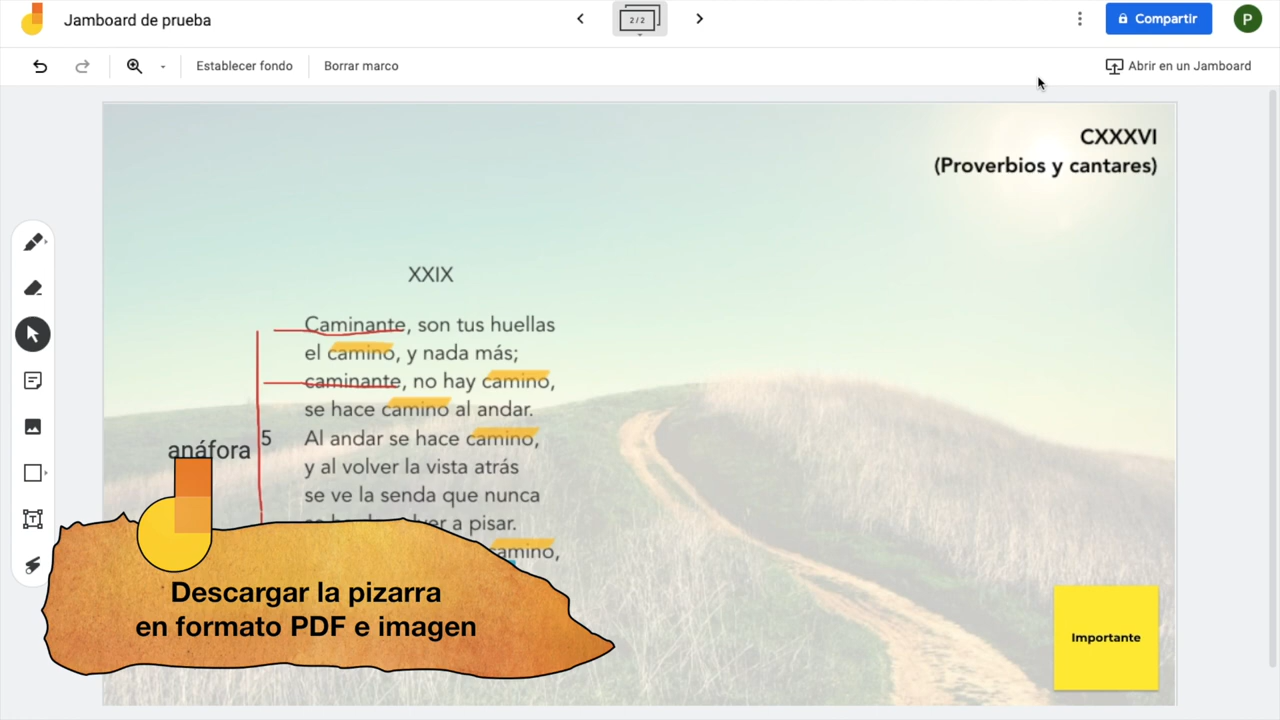 Jamboard de prueba
2 / 2
Compartir
P
Establecer fondo
Borrar marco
Abrir en un Jamboard
CXXXVI
(Proverbios y cantares)
XXIX
Caminante, son tus huellas
el camino, y nada más;
caminante, no hay camino,
se hace camino al andar.
5 Al andar se hace camino,
anáfora
y al volver la vista atrás
se ve la senda que nunca
a pisar.
camino,
Descargar la pizarra
en formato PDF e imagen
Importante